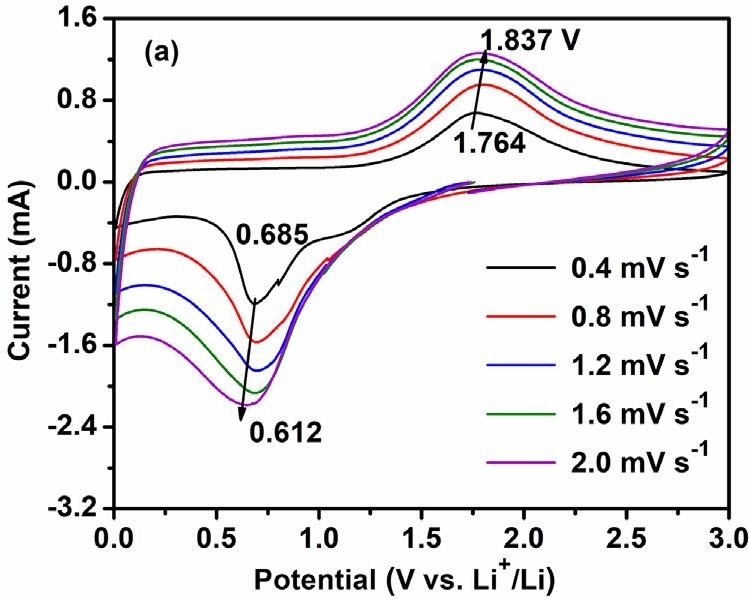 (a)
1.837 V
1.764
0.685
0.612
0.4 mV s⁻¹
0.8 mV s⁻¹
1.2 mV s⁻¹
1.6 mV s⁻¹
2.0 mV s⁻¹
Current (mA)
1.6
0.8
0.0
-0.8
-1.6
-2.4
-3.2
0.0 0.5 1.0 1.5 2.0 2.5 3.0
Potential (V vs. Li⁺/Li)